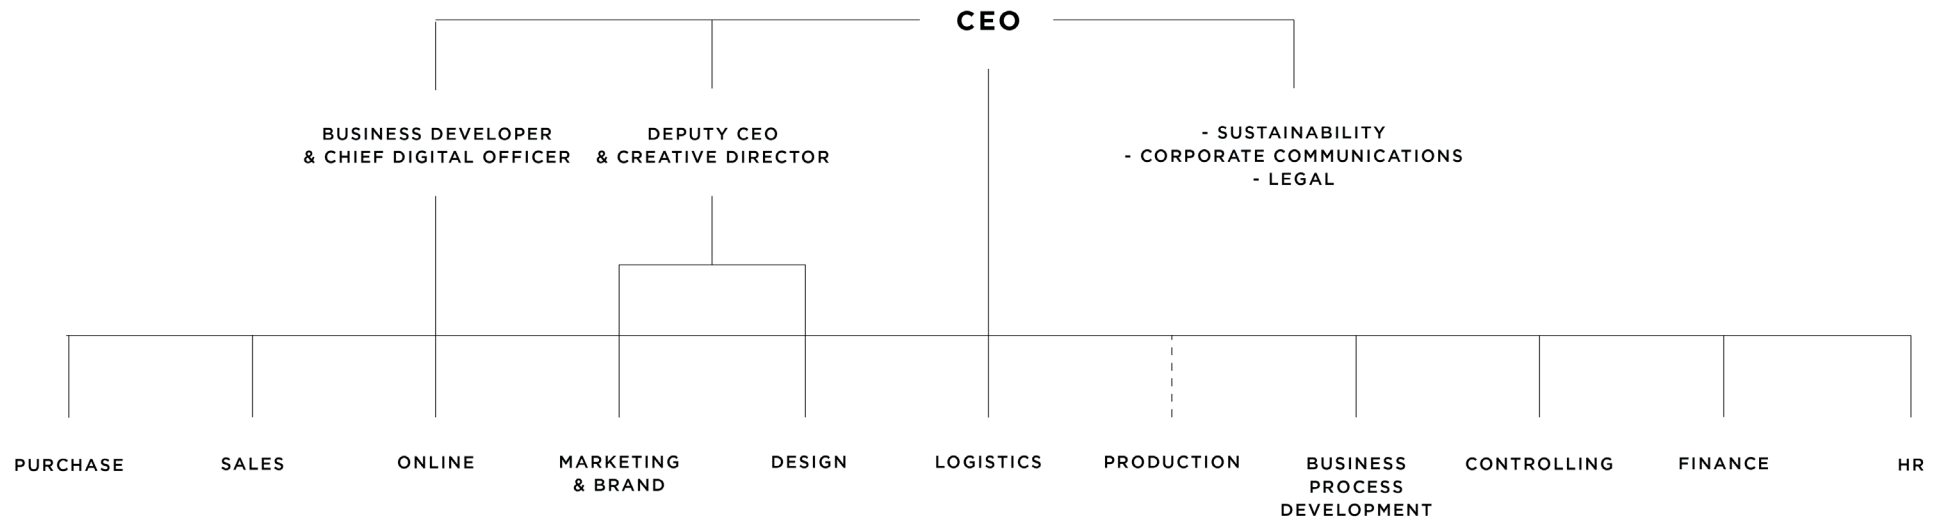 CEO
BUSINESS DEVELOPER
& CHIEF DIGITAL OFFICER
DEPUTY CEO
& CREATIVE DIRECTOR
- SUSTAINABILITY
- CORPORATE COMMUNICATIONS
- LEGAL
PURCHASE
SALES
ONLINE
MARKETING
& BRAND
DESIGN
LOGISTICS
PRODUCTION
BUSINESS
PROCESS
DEVELOPMENT
CONTROLLING
FINANCE
HR